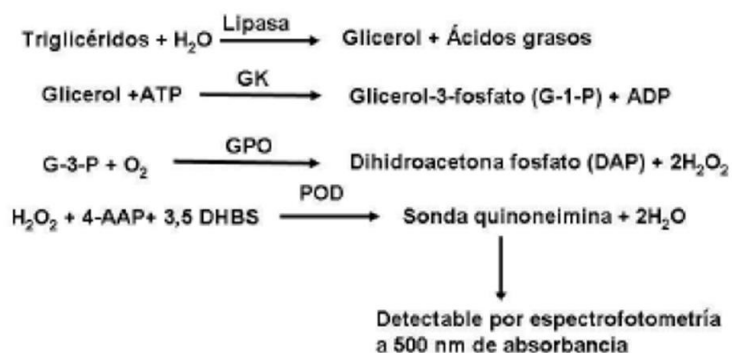 Triglicéridos + H₂O Lipasa Glicerol + Ácidos grasos
Glicerol +ATP GK Glicerol-3-fosfato (G-1-P) + ADP
G-3-P + O₂ GPO Dihidroacetona fosfato (DAP) + 2H₂O₂
H₂O₂ + 4-AAP+ 3,5 DHBS POD Sonda quinoneimina + 2H₂O
Detectable por espectrofotometría
a 500 nm de absorbancia